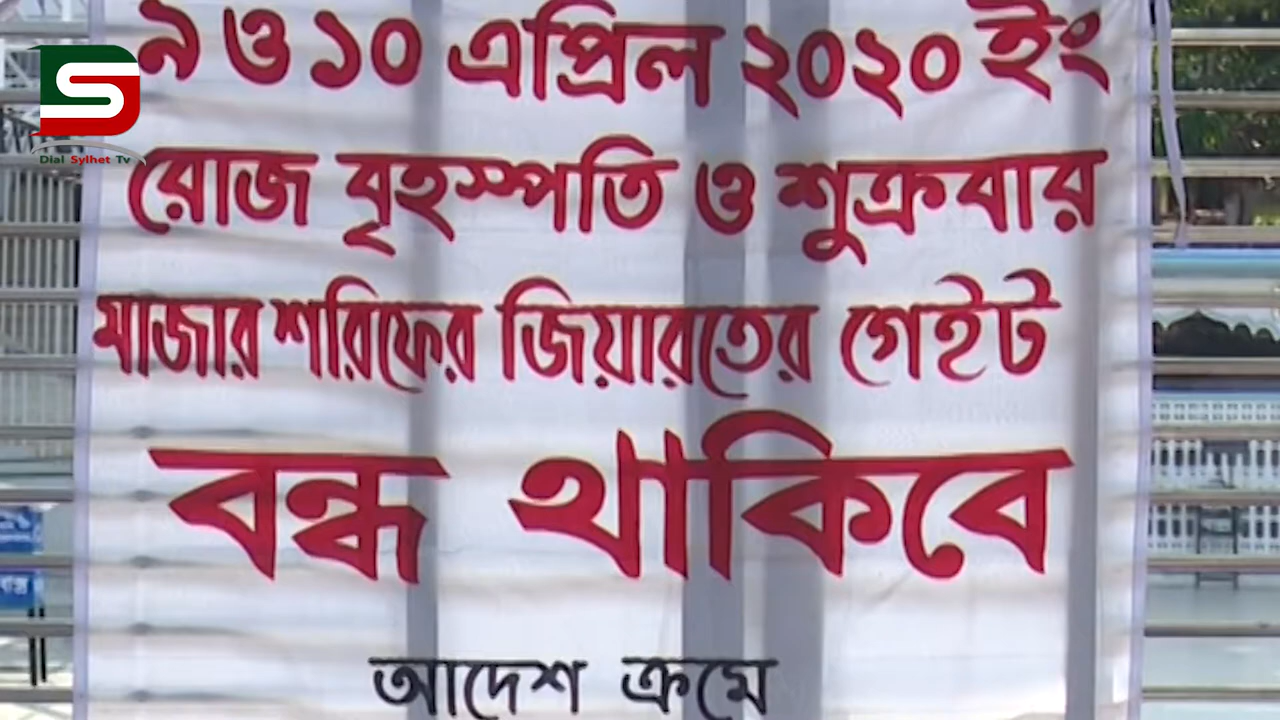 ৯ ও ১০ এপ্রিল ২০২০ ইং
রোজ বৃহস্পতি ও শুক্রবার
মাজার শরিফের জিয়ারতের গেইট
বন্ধ থাকিবে
আদেশ ক্রমে
Dial Sylhet Tv